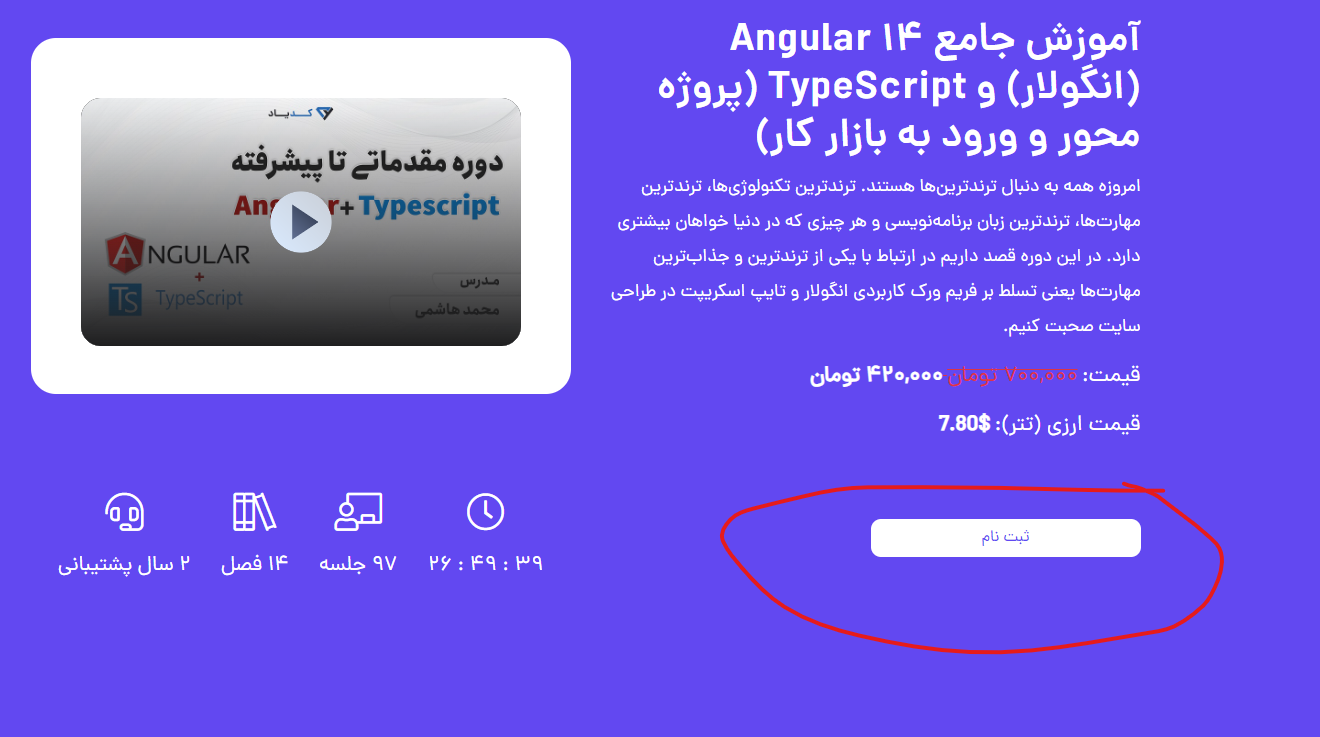 آموزش جامع Angular ۱۴
(انگولار) و TypeScript (پروژه
محور و ورود به بازار کار)
امروزه همه به دنبال ترندترین‌ها هستند. ترندترین تکنولوژی‌ها، ترندترین
مهارت‌ها، ترندترین زبان برنامه‌نویسی و هر چیزی که در دنیا خواهان بیشتری
دارد. در این دوره قصد داریم در ارتباط با یکی از ترندترین و جذاب‌ترین
مهارت‌ها یعنی تسلط بر فریم ورک کاربردی انگولار و تایپ اسکریپت در طراحی
سایت صحبت کنیم.
قیمت: ۷۰۰,۰۰۰ تومان ۴۲۰,۰۰۰ تومان
قیمت ارزی (تتر): 7.80$
ثبت نام
کدیاد
دوره مقدماتی تا پیشرفته
+ Typescript
ANGULAR
+
TS TypeScript
مدرس
محمد هاشمی
۲۶ : ۴۹ : ۳۹
۹۷ جلسه
۱۴ فصل
۲ سال پشتیبانی